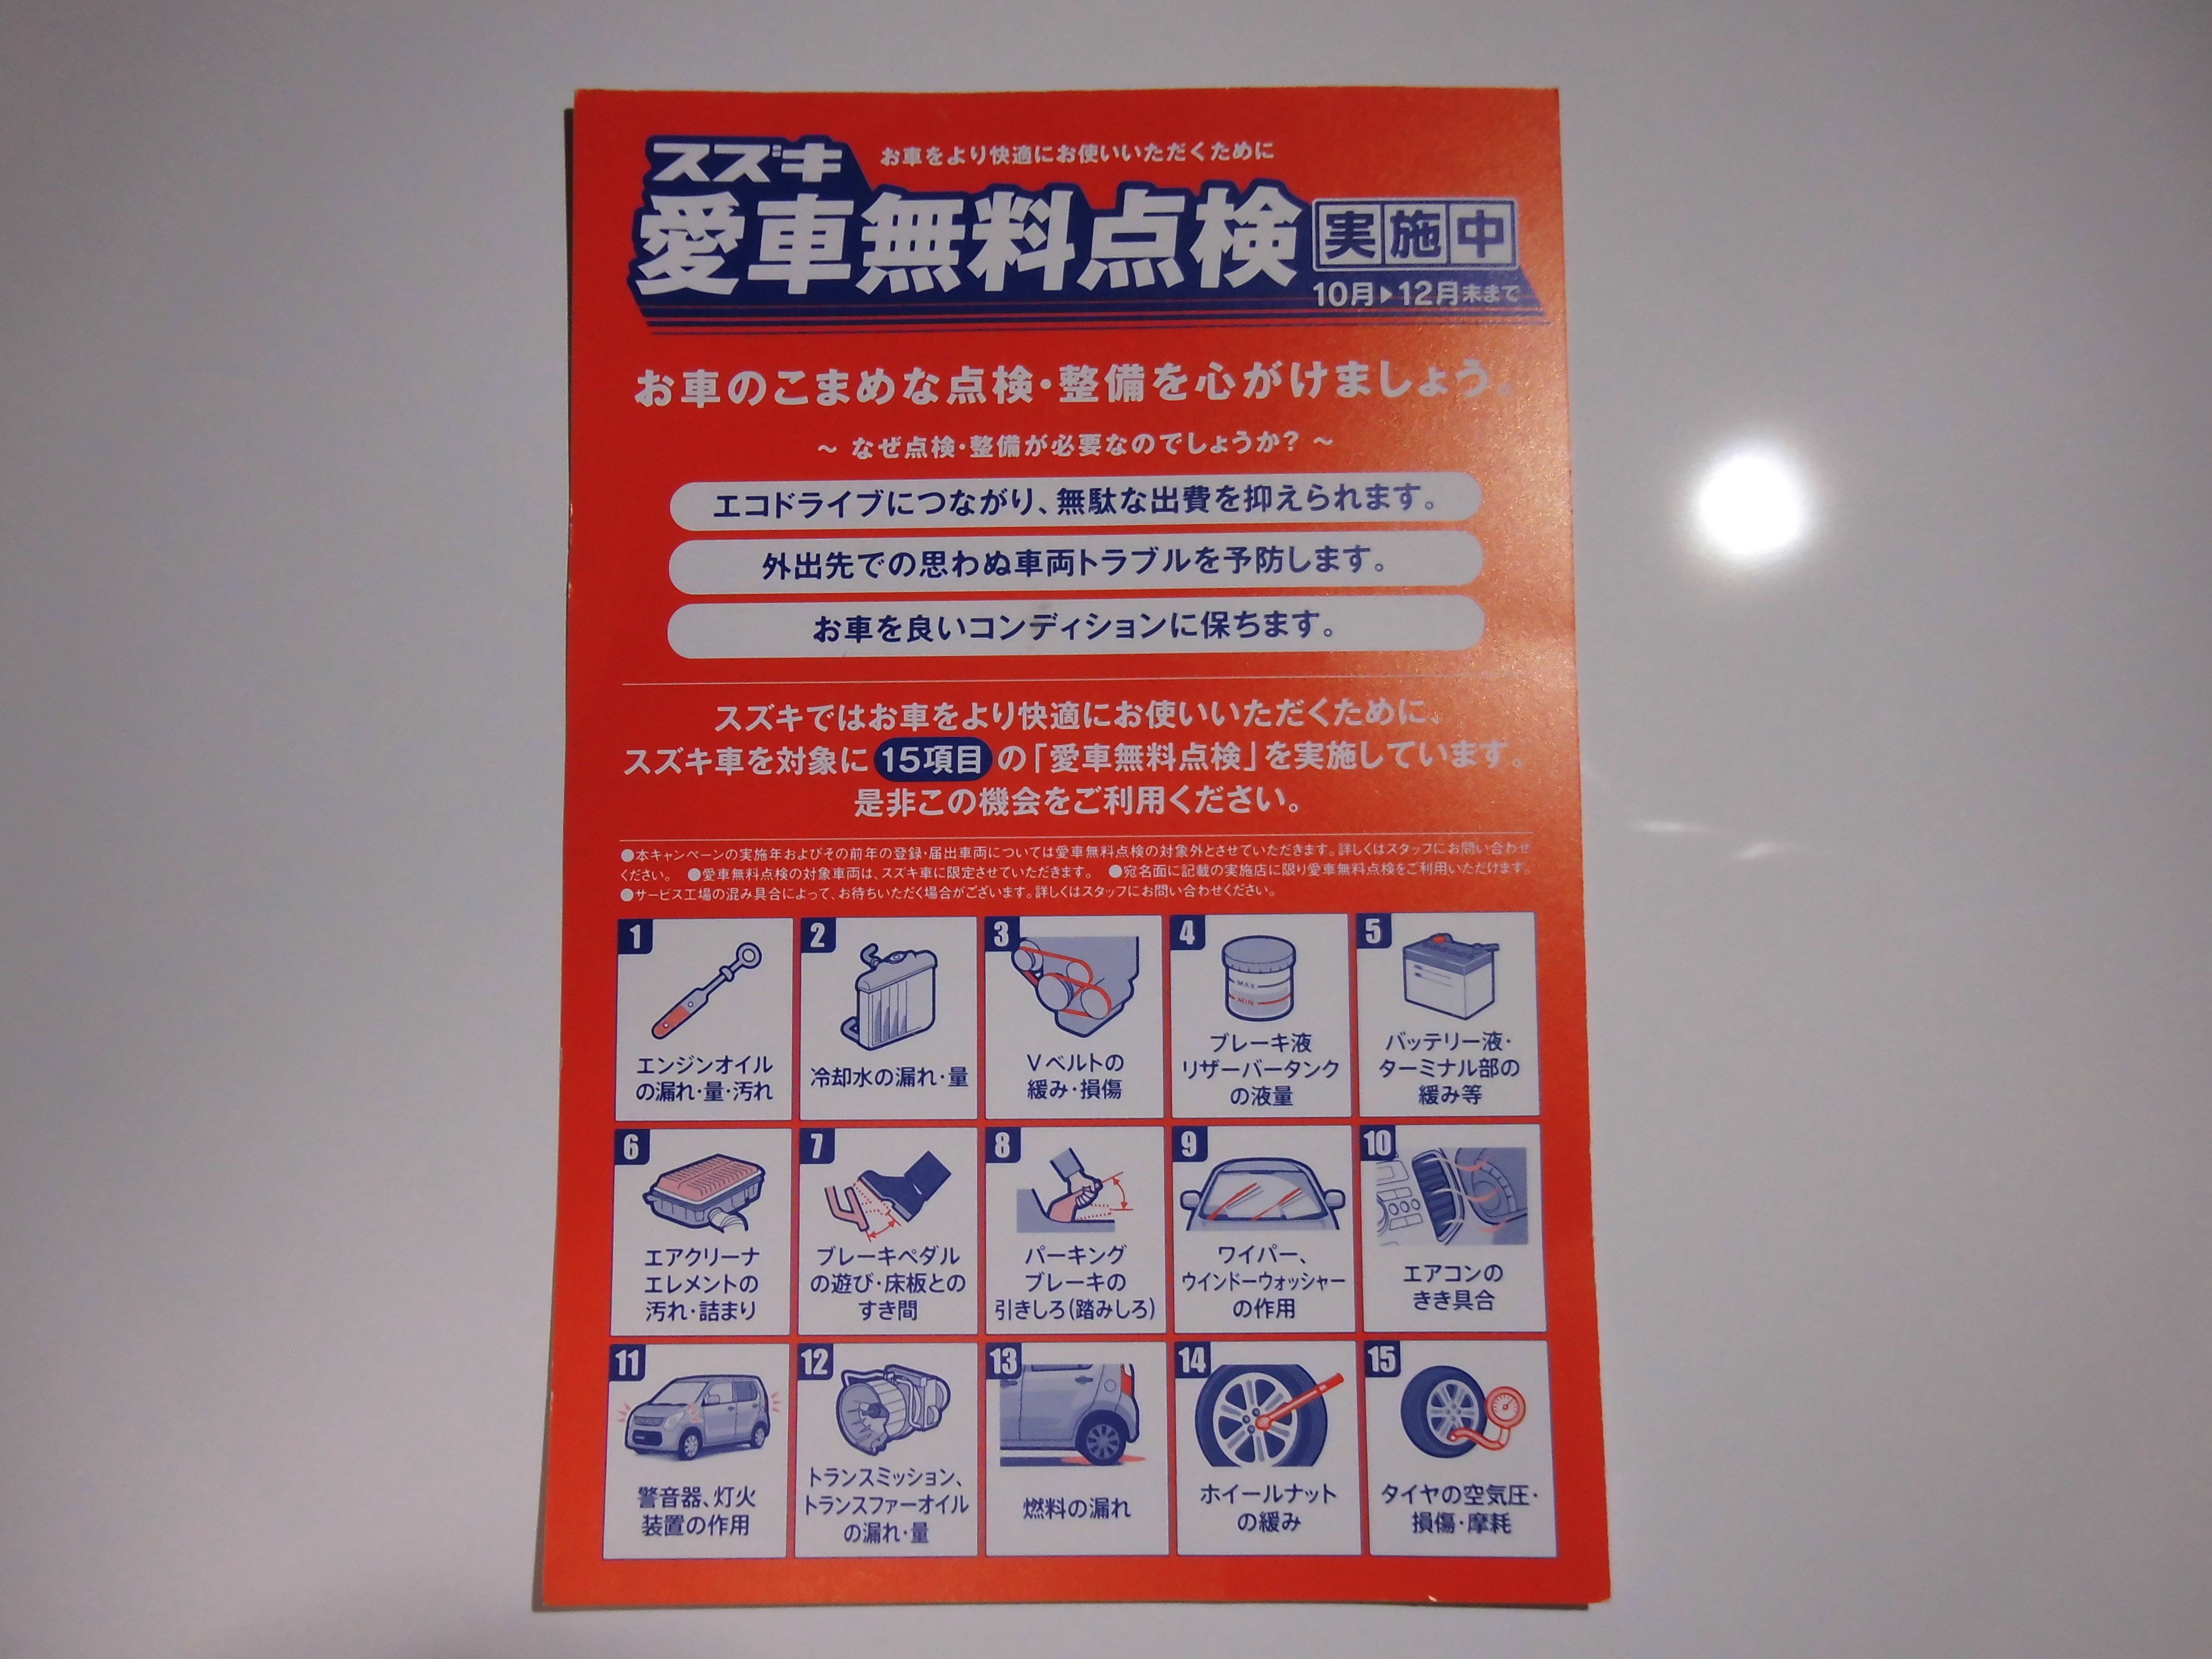 スズキ
お車をより快適にお使いいただくために
愛車無料点検
実施中
10月▶12月末まで
お車のこまめな点検・整備を心がけましょう。
～ なぜ点検・整備が必要なのでしょうか？ ～
エコドライブにつながり、無駄な出費を抑えられます。
外出先での思わぬ車両トラブルを予防します。
お車を良いコンディションに保ちます。
スズキではお車をより快適にお使いいただくために、
スズキ車を対象に 15項目 の「愛車無料点検」を実施しています。
是非この機会をご利用ください。
●本キャンペーンの実施年およびその前年の登録・届出車両については愛車無料点検の対象外とさせていただきます。詳しくはスタッフにお問い合わせ
ください。 ●愛車無料点検の対象車両は、スズキ車に限定させていただきます。 ●宛名面に記載の実施店に限り愛車無料点検をご利用いただけます。
●サービス工場の混み具合によって、お待ちいただく場合がございます。詳しくはスタッフにお問い合わせください。
1
エンジンオイル
の漏れ・量・汚れ
2
冷却水の漏れ・量
3
Vベルトの
緩み・損傷
4
MAX
MIN
ブレーキ液
リザーバータンク
の液量
5
バッテリー液・
ターミナル部の
緩み等
6
エアクリーナ
エレメントの
汚れ・詰まり
7
ブレーキペダル
の遊び・床板との
すき間
8
パーキング
ブレーキの
引きしろ(踏みしろ)
9
ワイパー、
ウインドーウォッシャー
の作用
10
エアコンの
きき具合
11
警音器、灯火
装置の作用
12
トランスミッション、
トランスファーオイル
の漏れ・量
13
燃料の漏れ
14
ホイールナット
の緩み
15
タイヤの空気圧・
損傷・摩耗